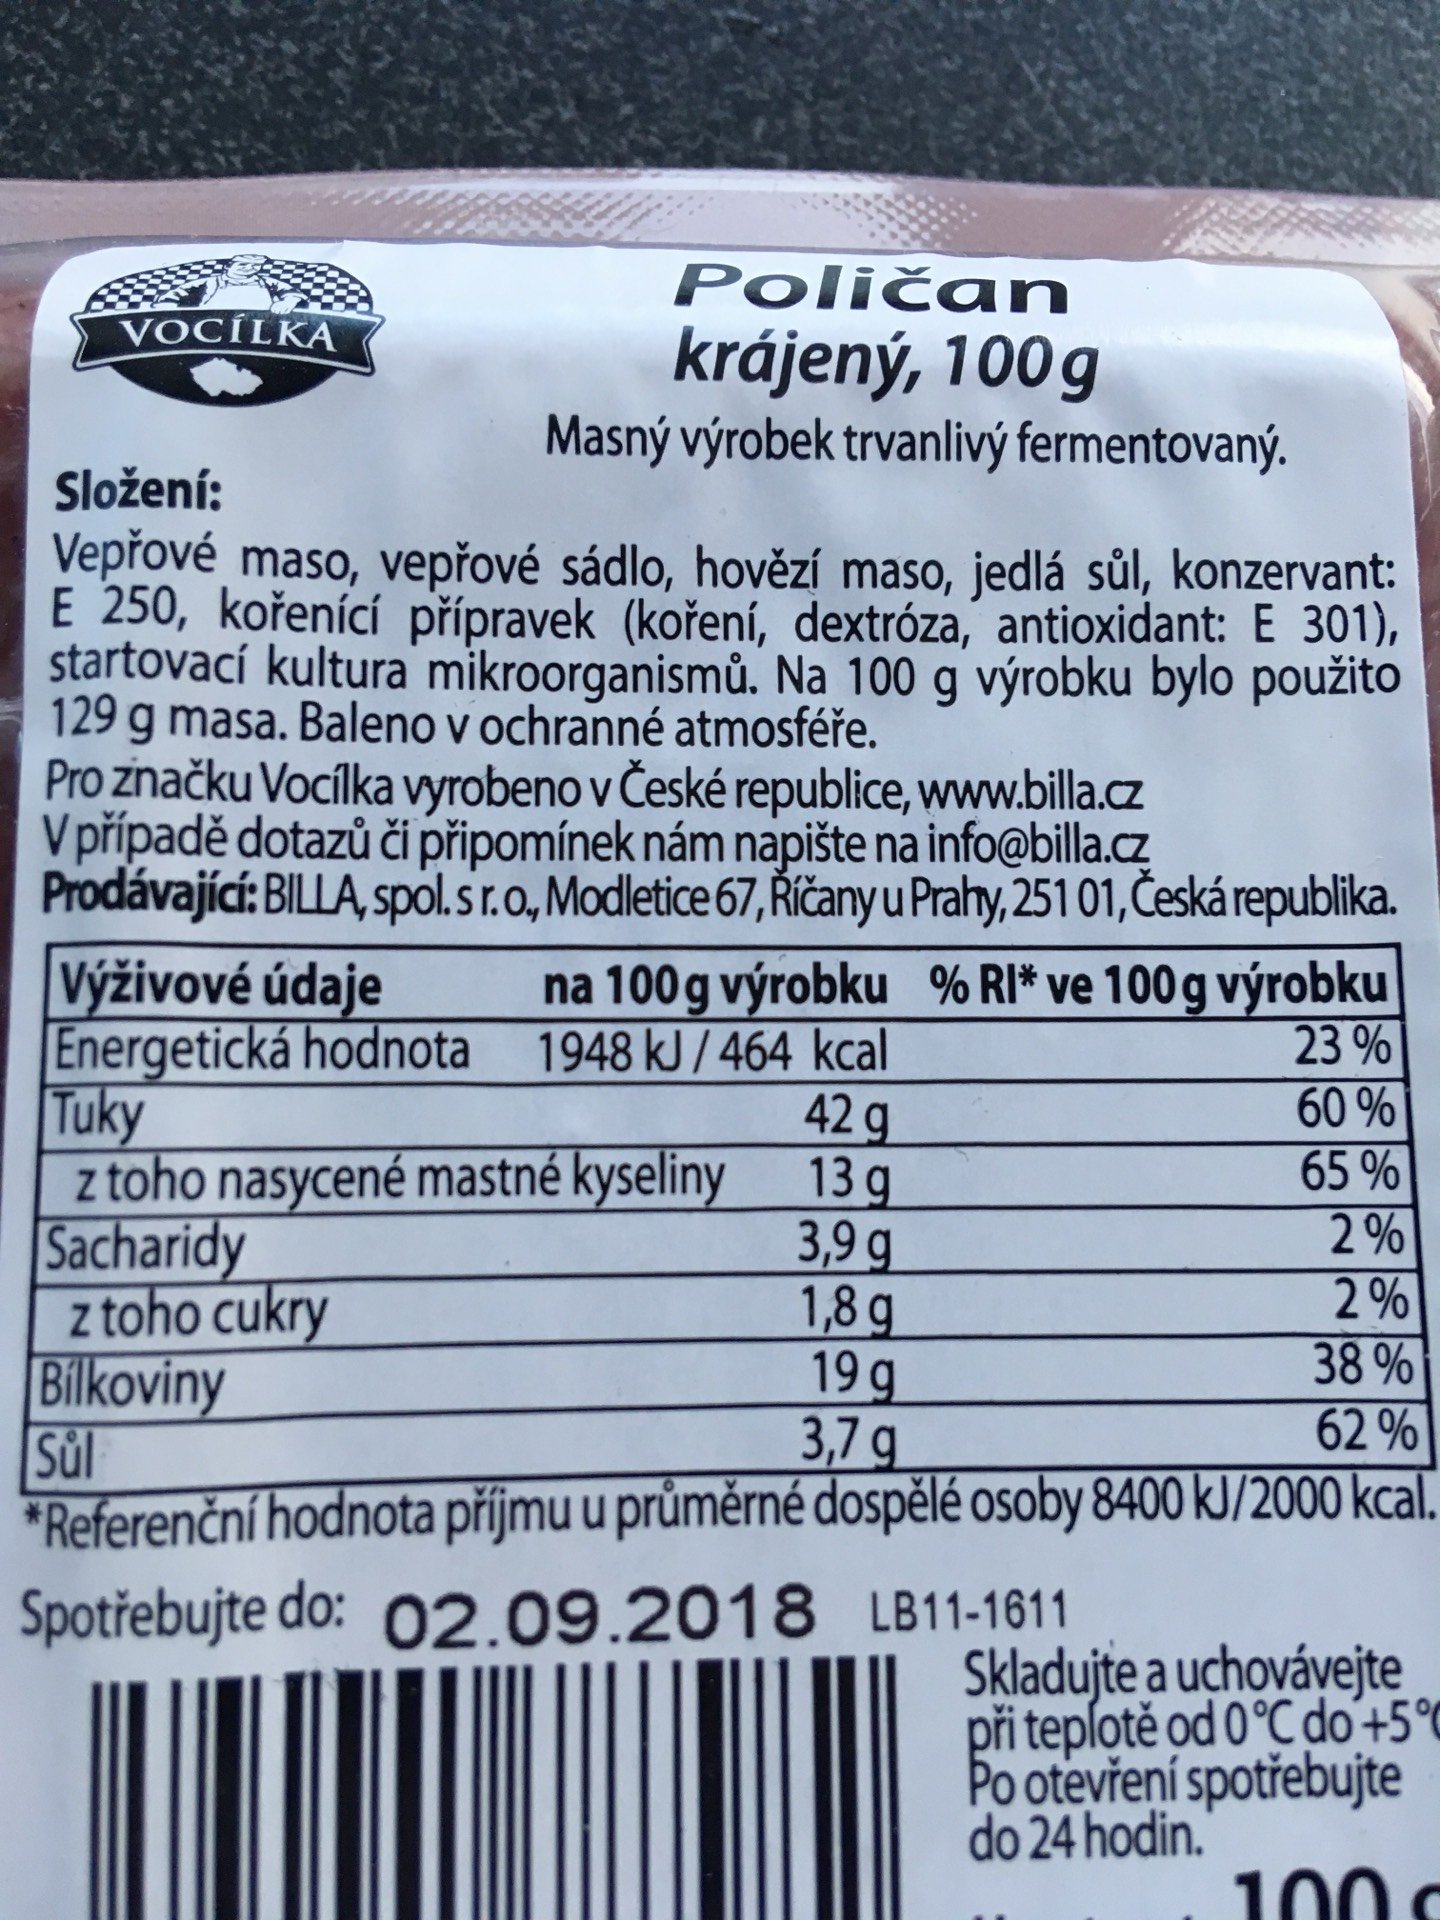 VOCÍLKA
Poličan
krájený, 100g
Masný výrobek trvanlivý fermentovaný.
Složení:
Vepřové maso, vepřové sádlo, hovězí maso, jedlá sůl, konzervant:
E 250, kořenící přípravek (koření, dextróza, antioxidant: E 301),
startovací kultura mikroorganismů. Na 100 g výrobku bylo použito
129 g masa. Baleno v ochranné atmosféře.
Pro značku Vocílka vyrobeno v České republice, www.billa.cz
V případě dotazů či připomínek nám napište na info@billa.cz
Prodávající: BILLA, spol. s r. o., Modletice 67, Říčany u Prahy, 251 01, Česká republika.
Výživové údaje na 100g výrobku % RI* ve 100g výrobku
Energetická hodnota 1948 kJ / 464 kcal 23 %
Tuky 42 g 60 %
z toho nasycené mastné kyseliny 13 g 65 %
Sacharidy 3,9 g 2 %
z toho cukry 1,8 g 2 %
Bílkoviny 19 g 38 %
Sůl 3,7 g 62 %
*Referenční hodnota příjmu u průměrné dospělé osoby 8400 kJ/2000 kcal.
Spotřebujte do: 02.09.2018 LB11-1611
Skladujte a uchovávejte
při teplotě od 0°C do +5°C
Po otevření spotřebujte
do 24 hodin.
100 g